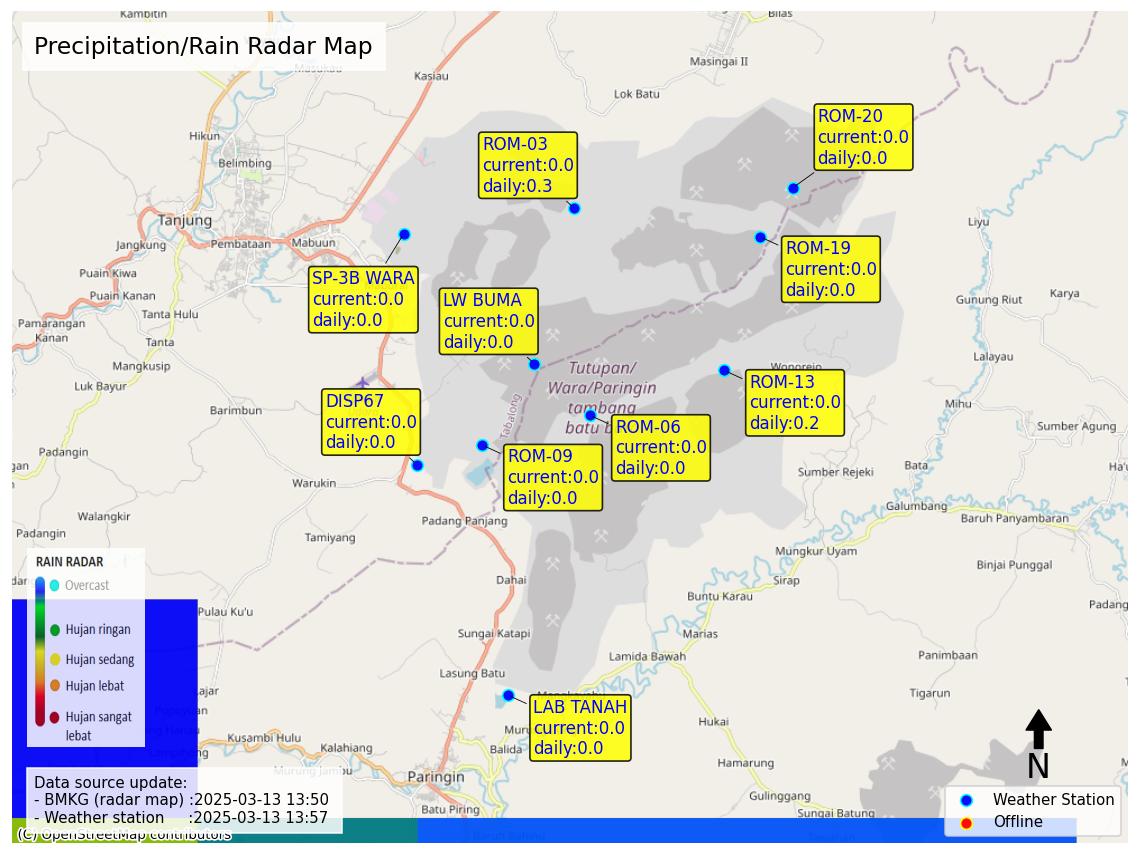 Kambitin
Bilas
Precipitation/Rain Radar Map
Masukau
Masingai II
Kasiau
Lok Batu
Hikun
Belimbing
ROM-20
current:0.0
daily:0.0
ROM-03
current:0.0
daily:0.3
Tanjung
Jangkung
Pembataan
Mabuun
Liyu
ROM-19
current:0.0
daily:0.0
Puain Kiwa
Puain Kanan
SP-3B WARA
current:0.0
daily:0.0
LW BUMA
current:0.0
daily:0.0
Gunung Riut
Karya
Tanta Hulu
Pamarangan
Kanan
Tanta
Mangkusip
Lalayau
Luk Bayur
Wonorejo
Tutupan/
Wara/Paringin
tambang
batu b
ROM-13
current:0.0
daily:0.2
Tabalong
Barimbun
DISP67
current:0.0
daily:0.0
Mihu
ROM-06
current:0.0
daily:0.0
Sumber Agung
Padangin
ROM-09
current:0.0
daily:0.0
Warukin
Sumber Rejeki
Bata
Ha
Galumbang
Walangkir
Padang Panjang
Baruh Panyambaran
Padangin
Tamiyang
Mungkur Uyam
Binjai Punggal
RAIN RADAR
Overcast
Hujan ringan
Hujan sedang
Hujan lebat
Hujan sangat
lebat
Dahai
Sirap
Buntu Karau
Padang
Pulau Ku'u
Sungai Katapi
Marias
Lamida Bawah
Panimbaan
Lasung Batu
Tigarun
LAB TANAH
current:0.0
daily:0.0
Muru
Hukai
Kusambi Hulu
Kalahiang
Balida
Hamarung
Murung Jambu
Paringin
N
Data source update:
- BMKG (radar map) :2025-03-13 13:50
- Weather station :2025-03-13 13:57
Batu Piring
Gulinggang
Sungai Batung
Weather Station
Offline
(C) OpenStreetMap contributors